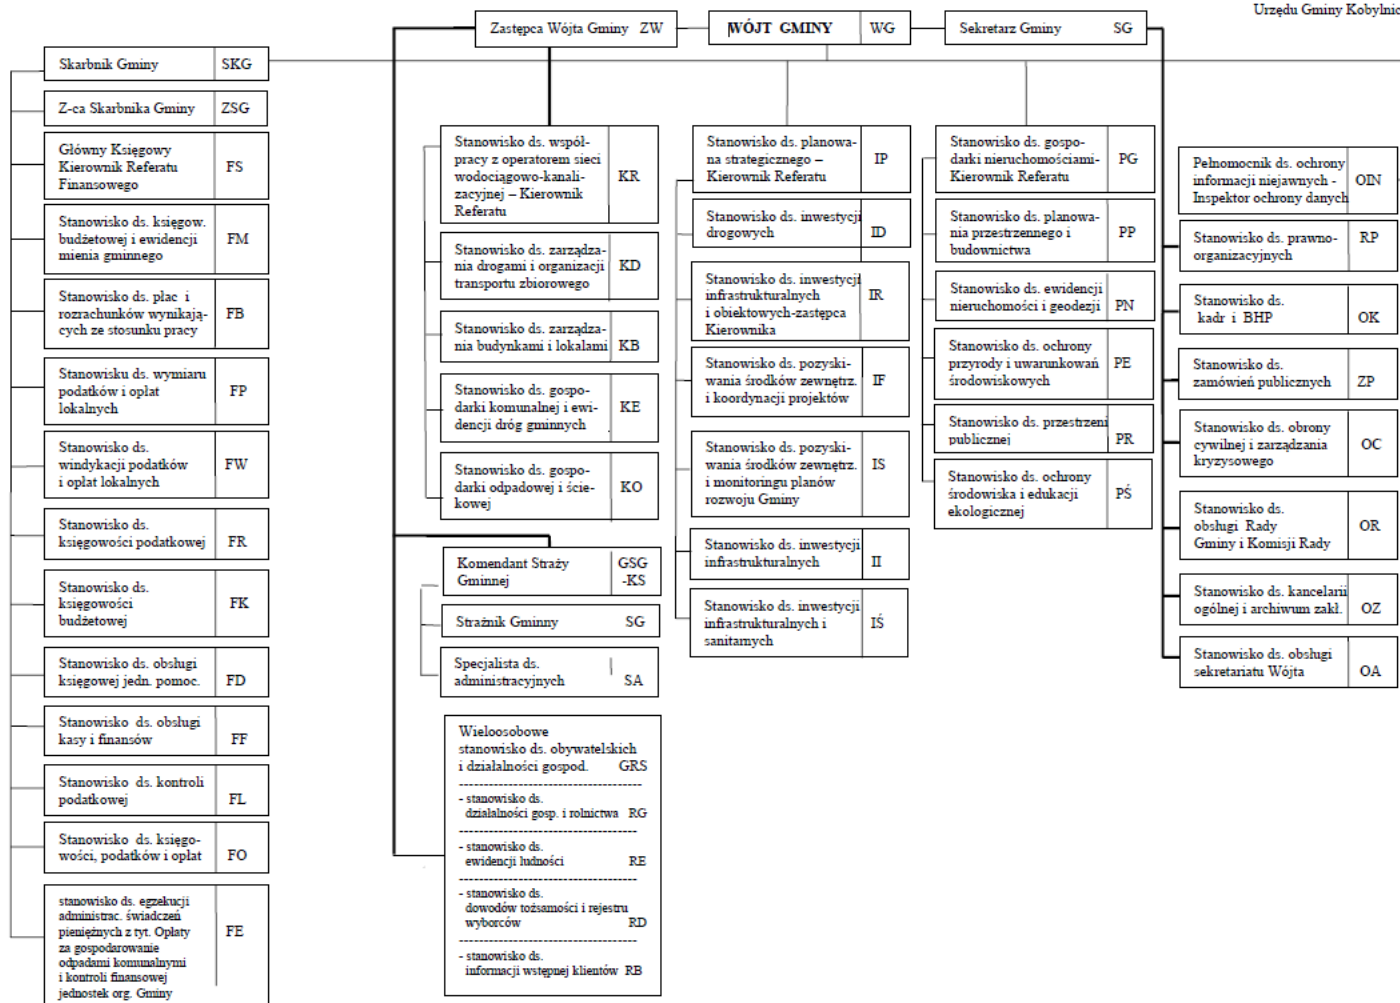 Urzędu Gminy Kobylnic
Zastępca Wójta Gminy ZW
WÓJT GMINY WG
Sekretarz Gminy SG
Skarbnik Gminy SKG
Z-ca Skarbnika Gminy ZSG
Główny Księgowy
Kierownik Referatu FS
Finansowego
Stanowisko ds. księgow.
budżetowej i ewidencji FM
mienia gminnego
Stanowisko ds. płac i
rozrachunków wynikają- FB
cych ze stosunku pracy
Stanowisku ds. wymiaru
podatków i opłat FP
lokalnych
Stanowisko ds.
windykacji podatków FW
i opłat lokalnych
Stanowisko ds.
księgowości podatkowej FR
Stanowisko ds.
księgowości FK
budżetowej
Stanowisko ds. obsługi
księgowej jedn. pomoc. FD
Stanowisko ds. obsługi
kasy i finansów FF
Stanowisko ds. kontroli
podatkowej FL
Stanowisko ds. księgo-
wości, podatków i opłat FO
stanowisko ds. egzekucji
administrac. świadczeń
pieniężnych z tyt. Opłaty FE
za gospodarowanie
odpadami komunalnymi
i kontroli finansowej
jednostek org. Gminy
Stanowisko ds. współ-
pracy z operatorem sieci
wodociągowo-kanali- KR
zacyjnej – Kierownik
Referatu
Stanowisko ds. zarządza-
nia drogami i organizacji KD
transportu zbiorowego
Stanowisko ds. zarządza-
nia budynkami i lokalami KB
Stanowisko ds. gospo-
darki komunalnej i ewi- KE
dencji dróg gminnych
Stanowisko ds. gospo-
darki odpadowej i ście- KO
kowej
Komendant Straży GSG
Gminnej -KS
Strażnik Gminny SG
Specjalista ds.
administracyjnych SA
Wieloosobowe
stanowisko ds. obywatelskich
i działalności gospod. GRS
- stanowisko ds.
działalności gosp. i rolnictwa RG
- stanowisko ds.
ewidencji ludności RE
- stanowisko ds.
dowodów tożsamości i rejestru
wyborców RD
- stanowisko ds.
informacji wstępnej klientów RB
Stanowisko ds. planowa-
na strategicznego – IP
Kierownik Referatu
Stanowisko ds. inwestycji
drogowych ID
Stanowisko ds. inwestycji
infrastrukturalnych IR
i obiektowych-zastępca
Kierownika
Stanowisko ds. pozyski-
wania środków zewnętrz. IF
i koordynacji projektów
Stanowisko ds. pozyski-
wania środków zewnętrz. IS
i monitoringu planów
rozwoju Gminy
Stanowisko ds. inwestycji
infrastrukturalnych II
Stanowisko ds. inwestycji
infrastrukturalnych i IŚ
sanitarnych
Stanowisko ds. gospo-
darki nieruchomościami- PG
Kierownik Referatu
Stanowisko ds. planowa-
nia przestrzennego i PP
budownictwa
Stanowisko ds. ewidencji
nieruchomości i geodezji PN
Stanowisko ds. ochrony
przyrody i uwarunkowań PE
środowiskowych
Stanowisko ds. przestrzeni
publicznej PR
Stanowisko ds. ochrony
środowiska i edukacji PŚ
ekologicznej
Pełnomocnik ds. ochrony
informacji niejawnych - OIN
Inspektor ochrony danych
Stanowisko ds. prawno- RP
organizacyjnych
Stanowisko ds.
kadr i BHP OK
Stanowisko ds.
zamówień publicznych ZP
Stanowisko ds. obrony
cywilnej i zarządzania OC
kryzysowego
Stanowisko ds.
obsługi Rady OR
Gminy i Komisji Rady
Stanowisko ds. kancelarii
ogólnej i archiwum zakł. OZ
Stanowisko ds. obsługi
sekretariatu Wójta OA